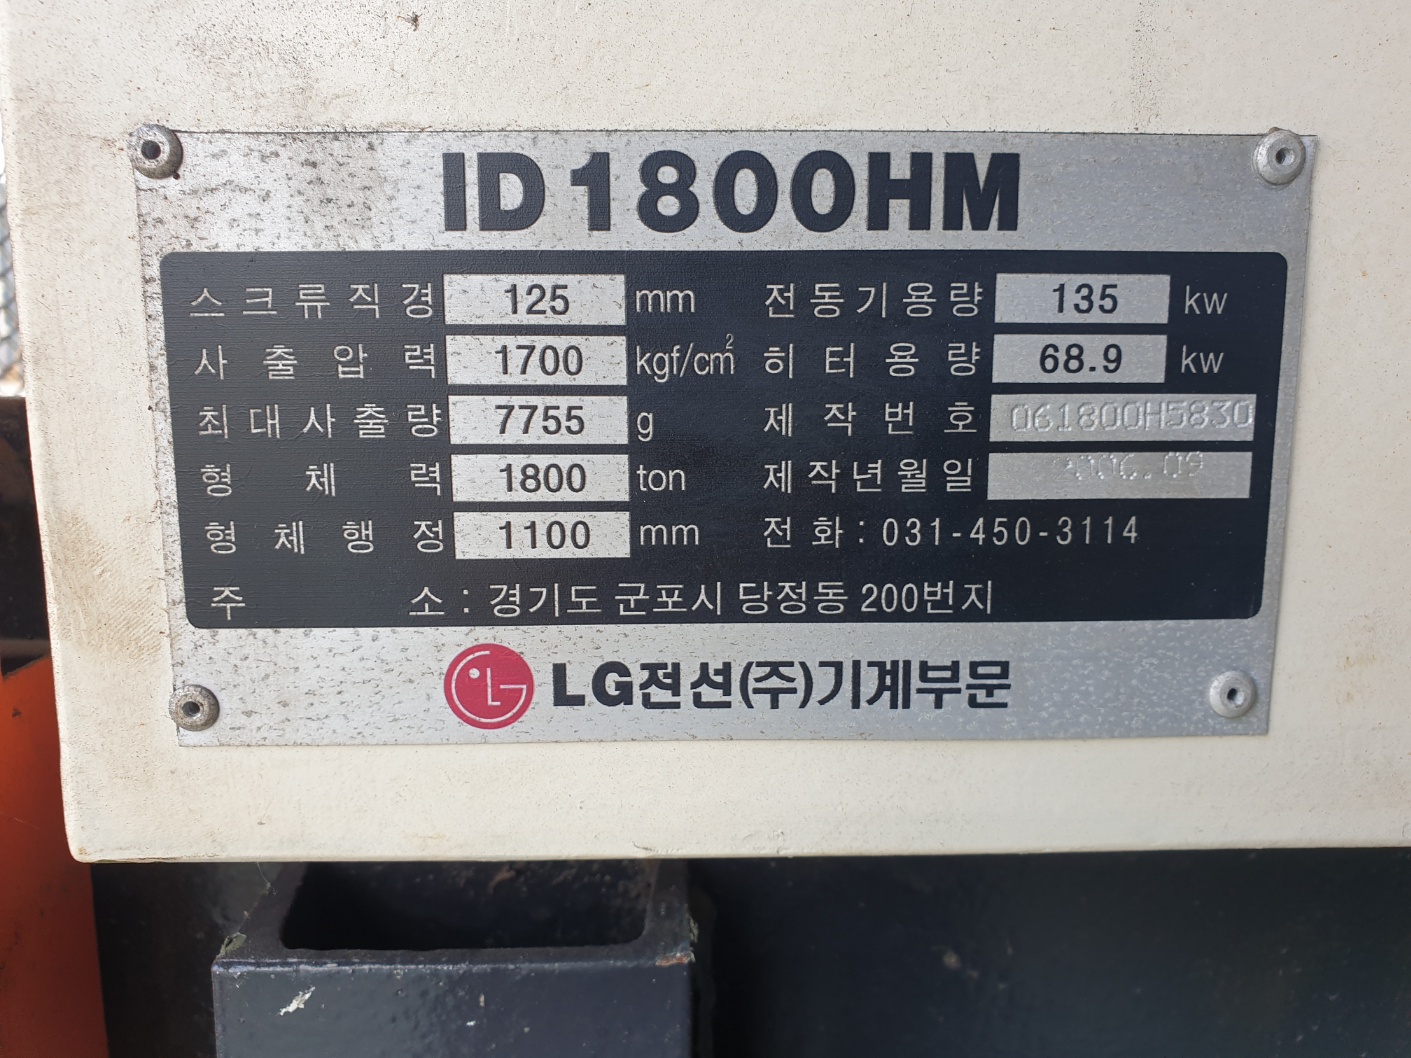 ID1800HM
스크류직경 125 mm 전동기용량 135 kw
사출압력 1700 kgf/cm² 히터용량 68.9 kw
최대사출량 7755 g 제작번호 061800H5830
형체력 1800 ton 제작년월일 2006.09
형체행정 1100 mm 전화 : 031-450-3114
주소 : 경기도 군포시 당정동 200번지
LG전선(주)기계부문